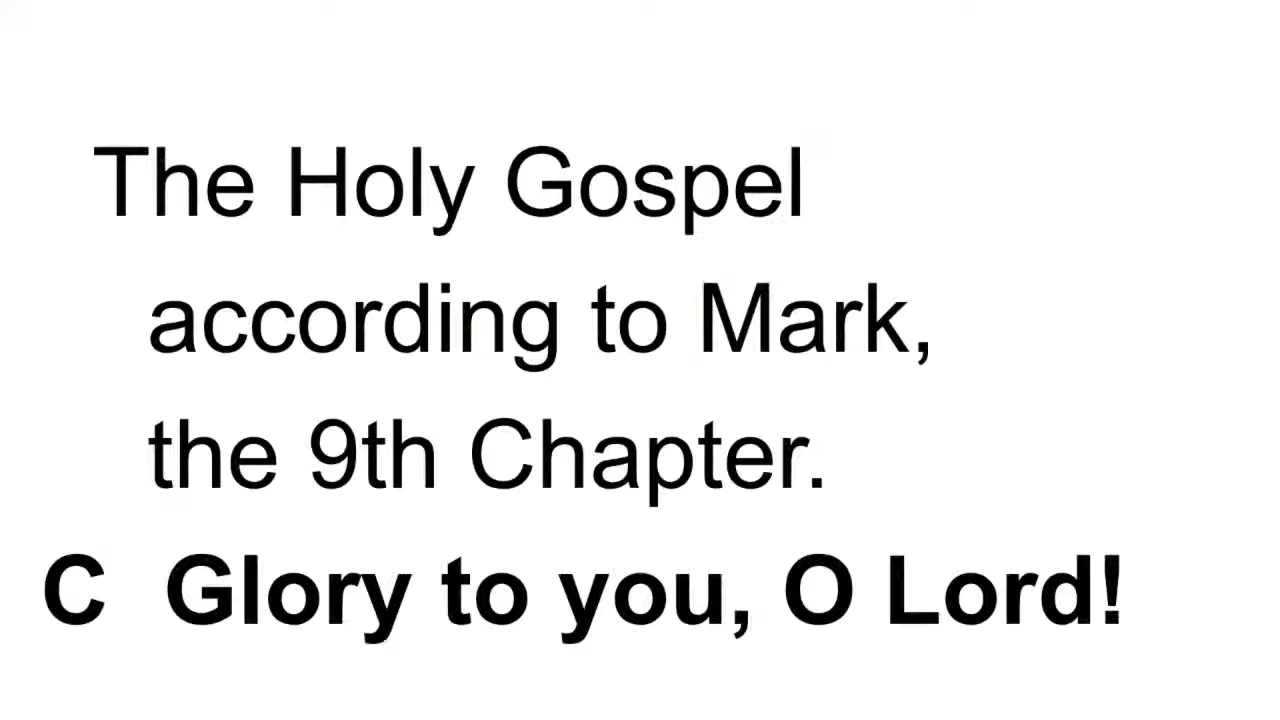 The Holy Gospel
according to Mark,
the 9th Chapter.
C Glory to you, O Lord!